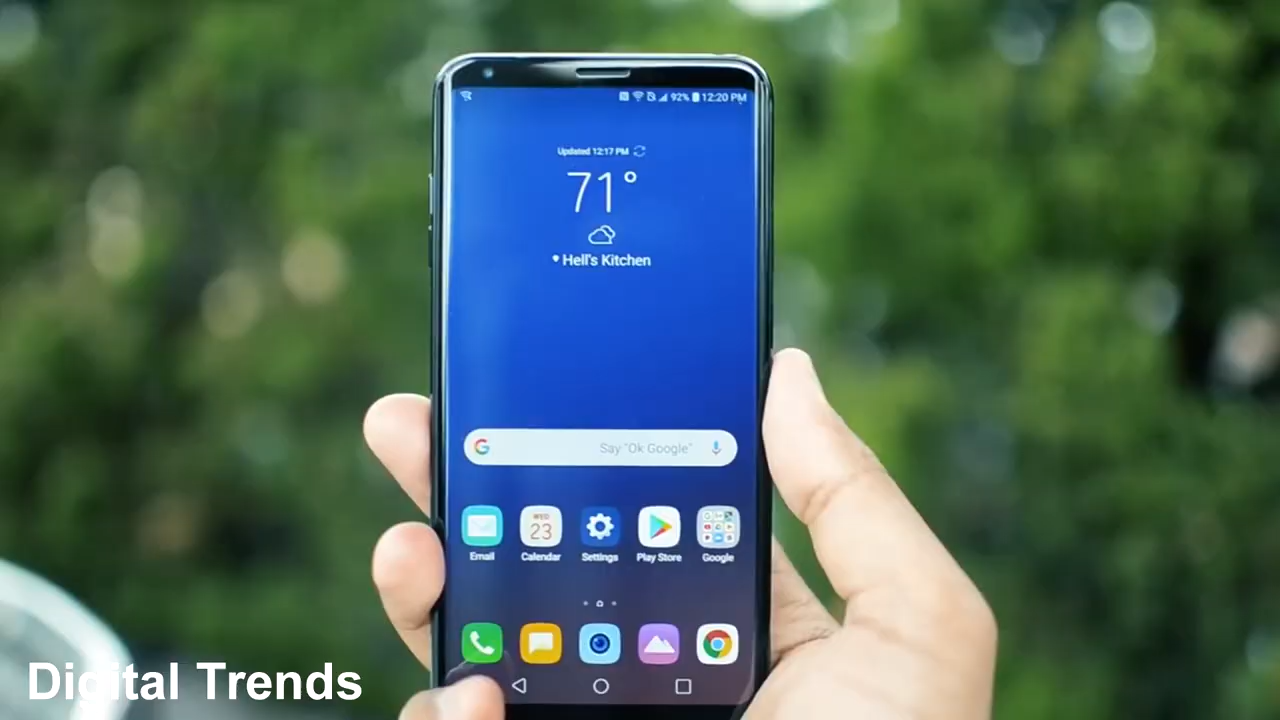 92% 12:20 PM
Updated 12:17 PM
71°
Hell's Kitchen
G Say "Ok Google"
WED
23
Email Calendar Settings Play Store Google
Digital Trends